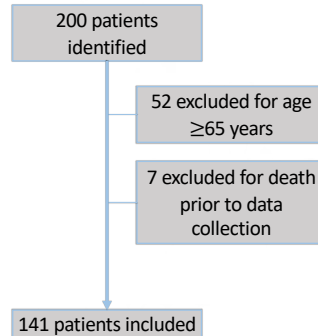 200 patients
identified
52 excluded for age
≥65 years
7 excluded for death
prior to data
collection
141 patients included